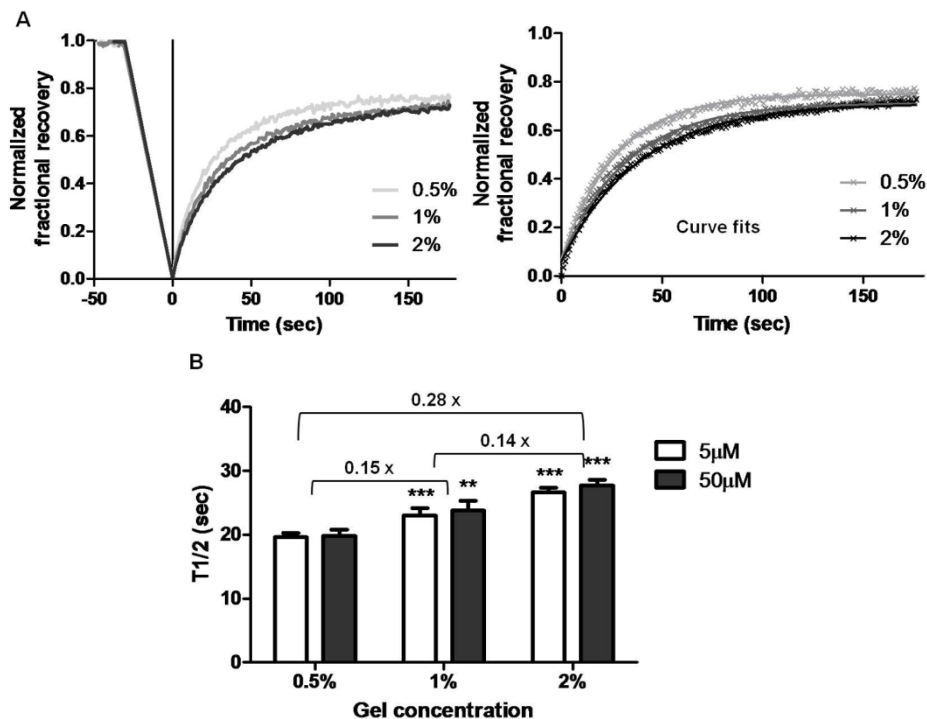 A
Normalized
fractional recovery
1.0
0.8
0.6
0.4
0.2
0.0
-50
0
50
100
150
Time (sec)
0.5%
1%
2%
Normalized
fractional recovery
1.0
0.8
0.6
0.4
0.2
0.0
0
50
100
150
Time (sec)
Curve fits
0.5%
1%
2%
B
T1/2 (sec)
40
30
20
10
0
0.28 x
0.15 x
0.14 x
***
**
***
***
5µM
50µM
0.5%
1%
2%
Gel concentration